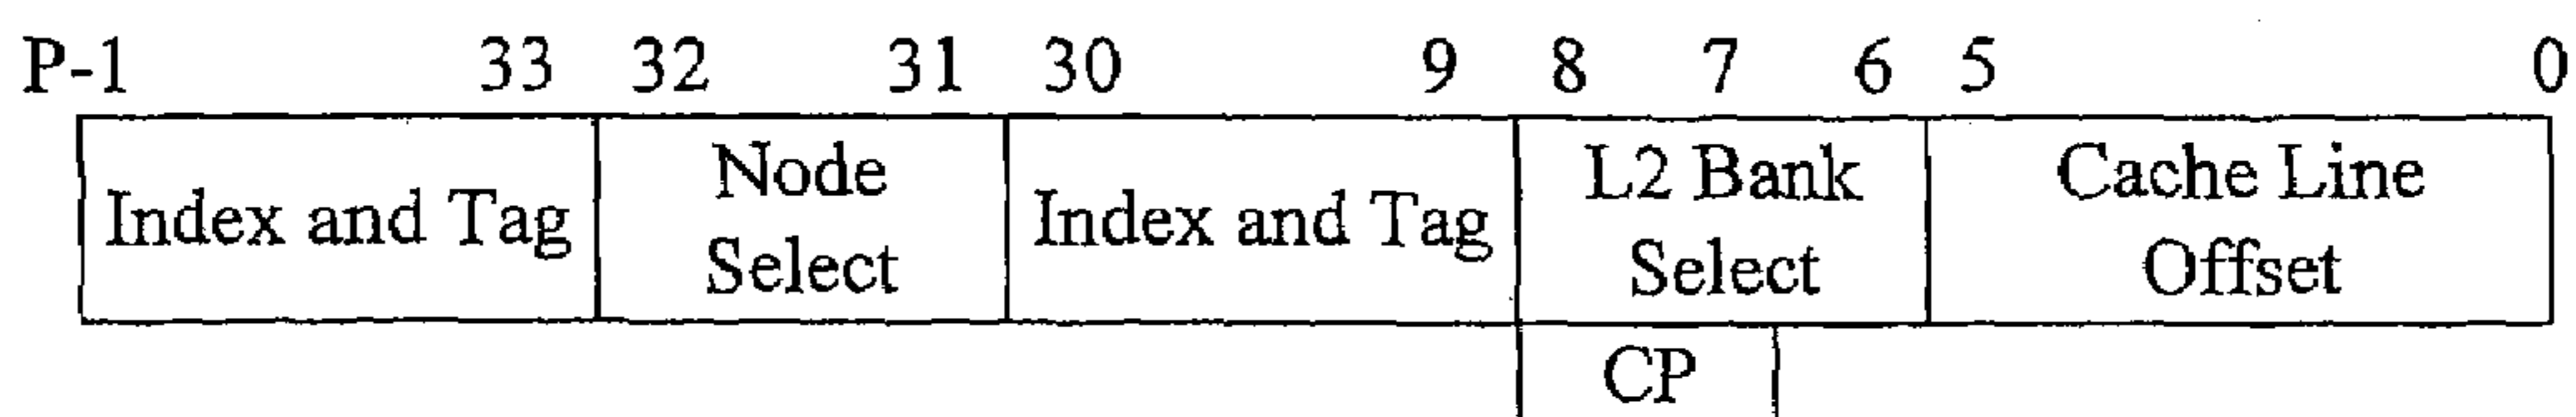 P-1 33 32 31 30 9 8 7 6 5 0
Index and Tag
Node
Select
Index and Tag
L2 Bank
Select
Cache Line
Offset
CP